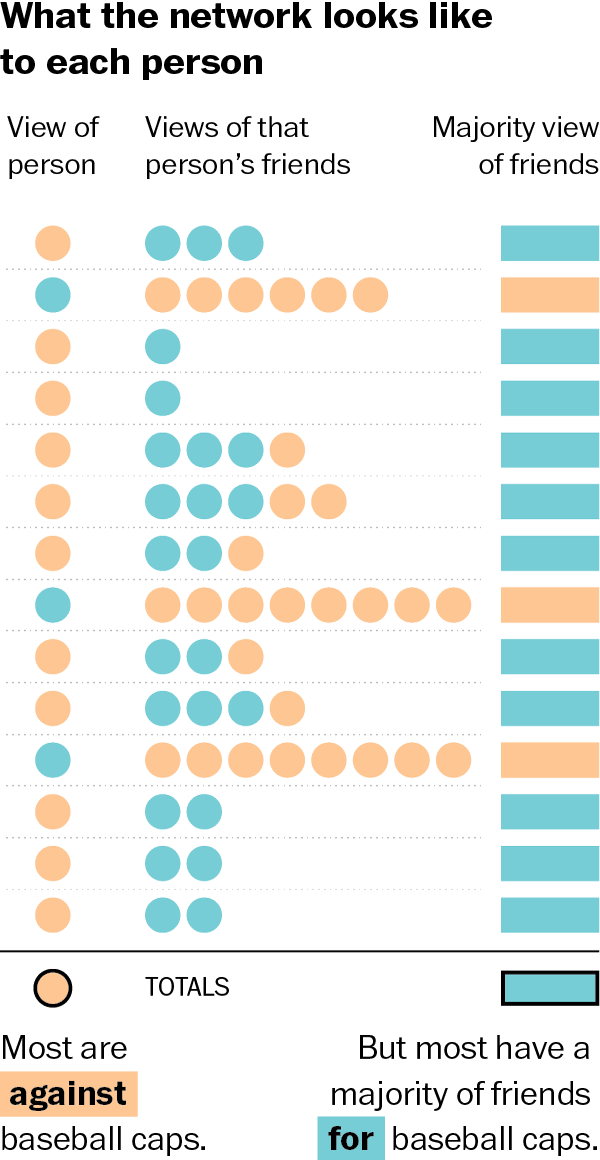 What the network looks like
to each person
View of
person
Views of that
person’s friends
Majority view
of friends
TOTALS
Most are
against
baseball caps.
But most have a
majority of friends
for baseball caps.